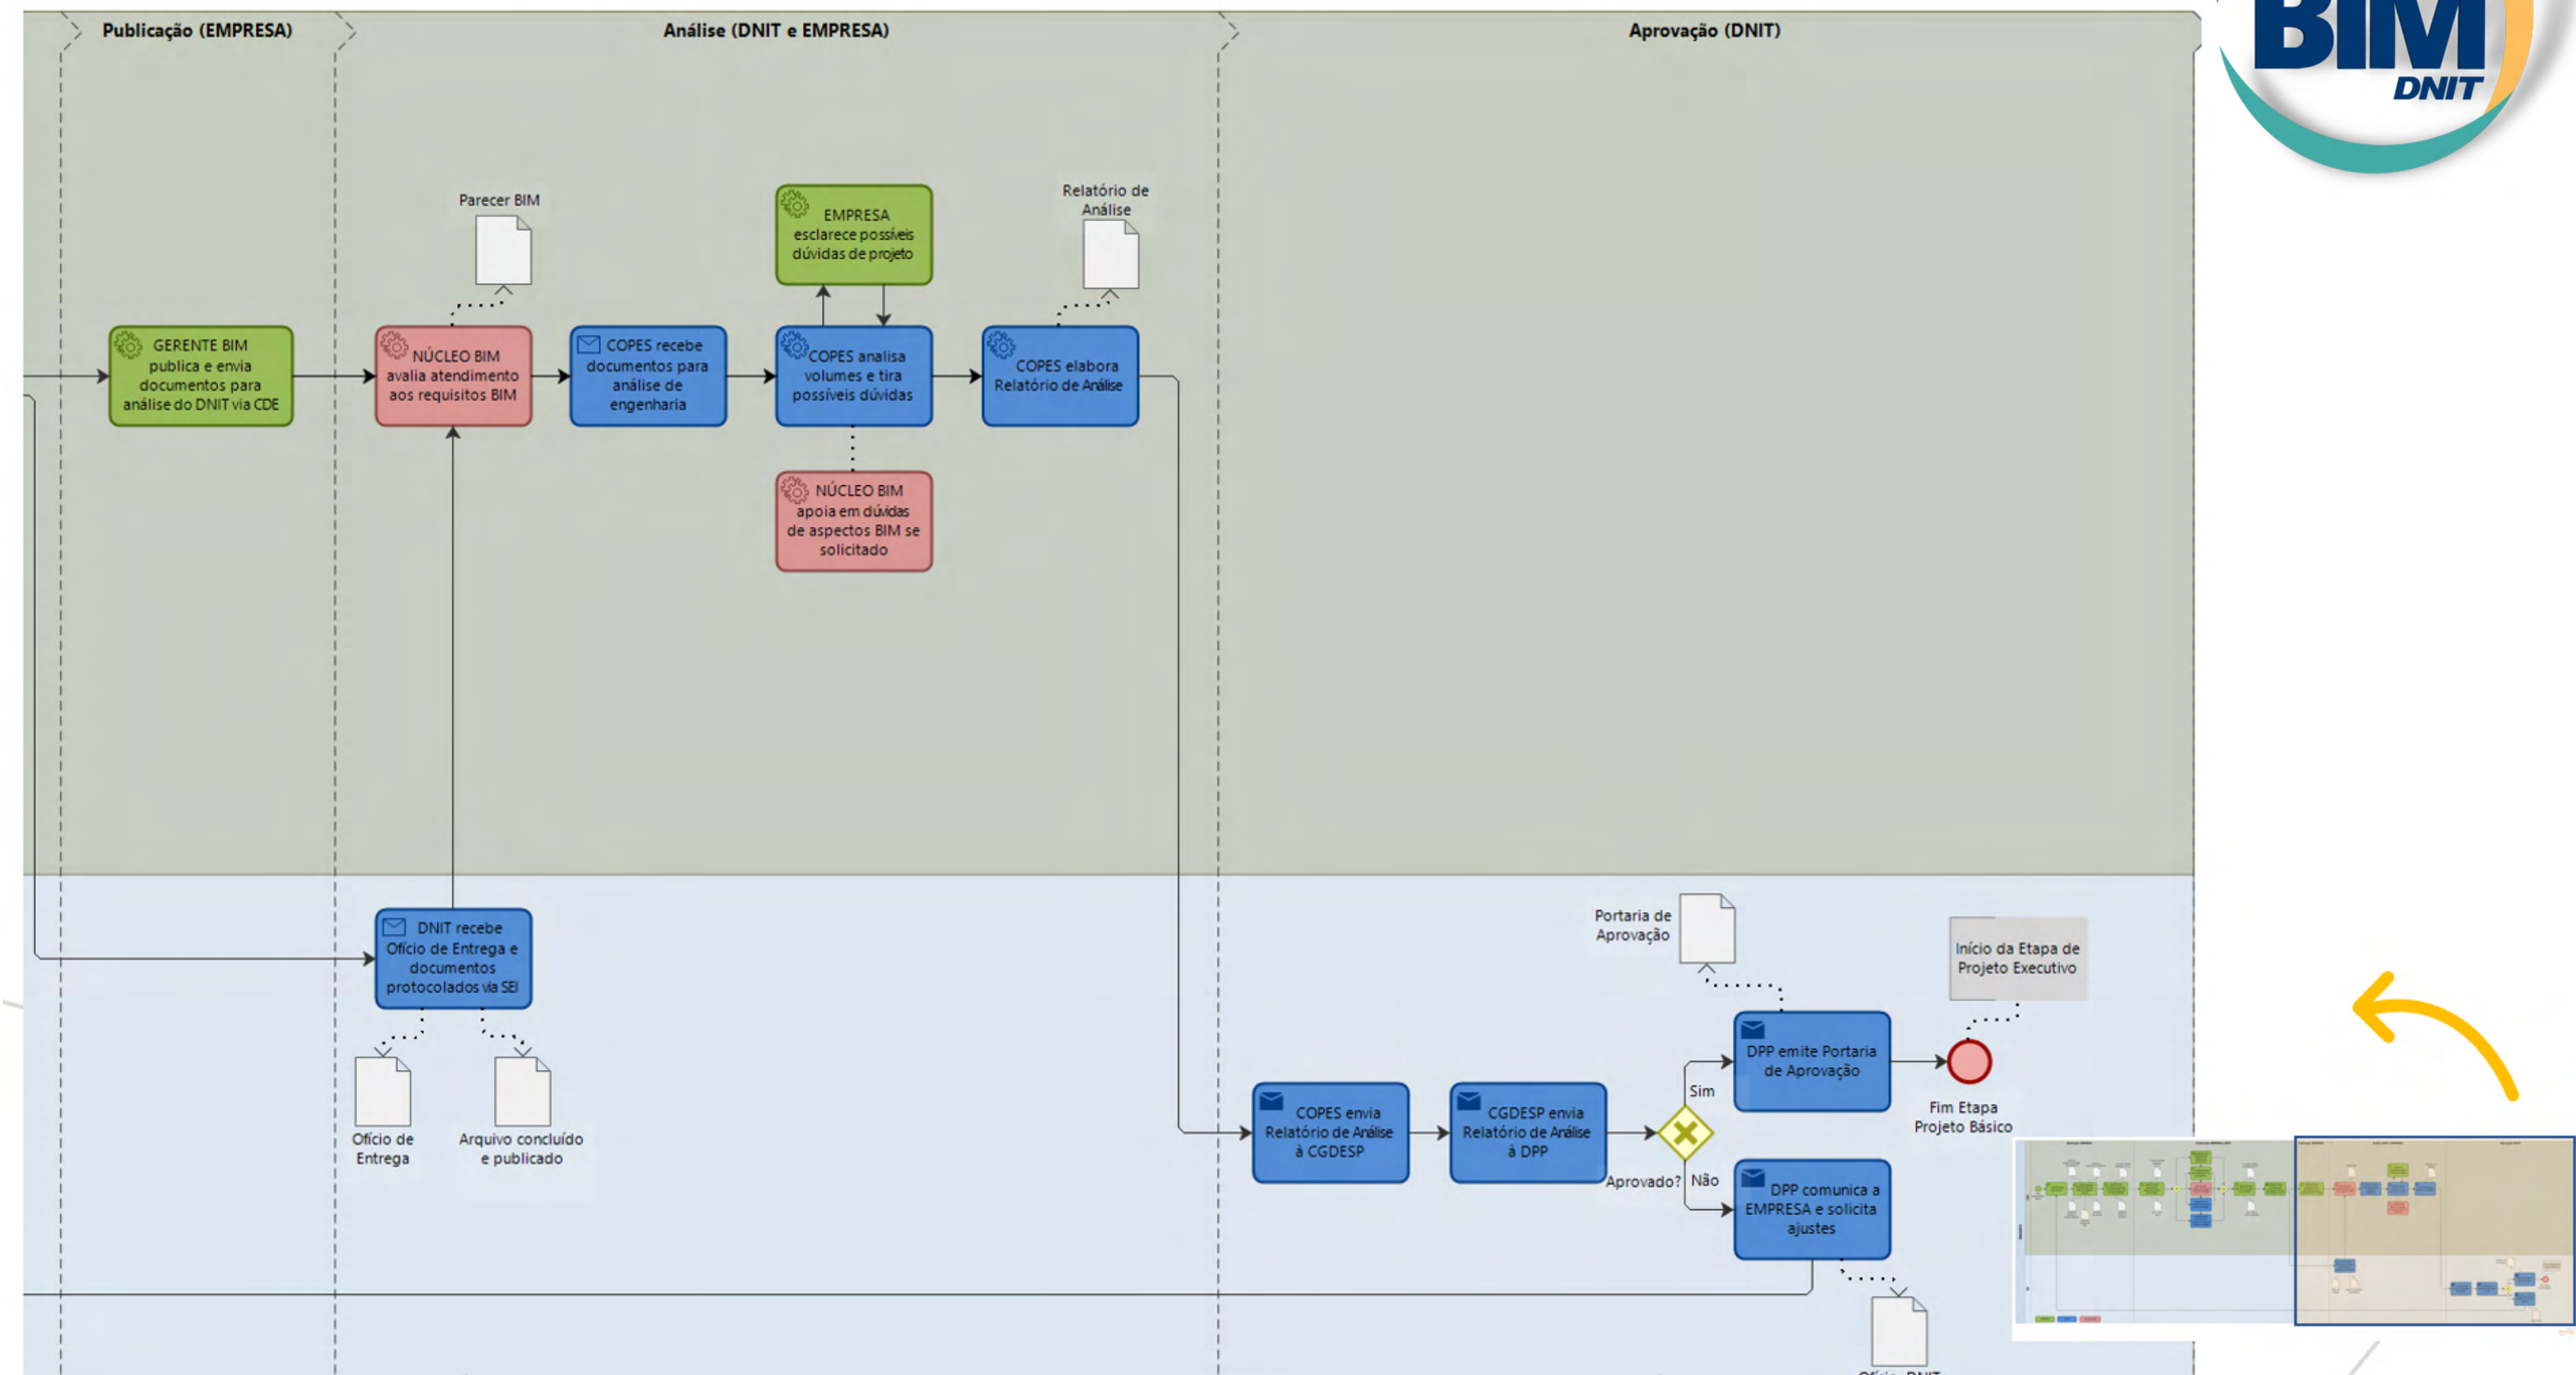 Publicação (EMPRESA)
Análise (DNIT e EMPRESA)
Aprovação (DNIT)
BIM
DNIT
Parecer BIM
EMPRESA
esclarece possíveis
dúvidas de projeto
Relatório de
Análise
GERENTE BIM
publica e envia
documentos para
análise do DNIT via CDE
NÚCLEO BIM
avalia atendimento
aos requisitos BIM
COPES recebe
documentos para
análise de
engenharia
COPES analisa
volumes e tira
possíveis dúvidas
COPES elabora
Relatório de Análise
NÚCLEO BIM
apoia em dúvidas
de aspectos BIM se
solicitado
DNIT recebe
Ofício de Entrega e
documentos
protocolados via SEI
Ofício de
Entrega
Arquivo concluído
e publicado
Portaria de
Aprovação
Início da Etapa de
Projeto Executivo
DPP emite Portaria
de Aprovação
Fim Etapa
Projeto Básico
COPES envia
Relatório de Análise
à CGDESP
CGDESP envia
Relatório de Análise
à DPP
Sim
Aprovado?
Não
DPP comunica a
EMPRESA e solicita
ajustes
Ofício DNIT